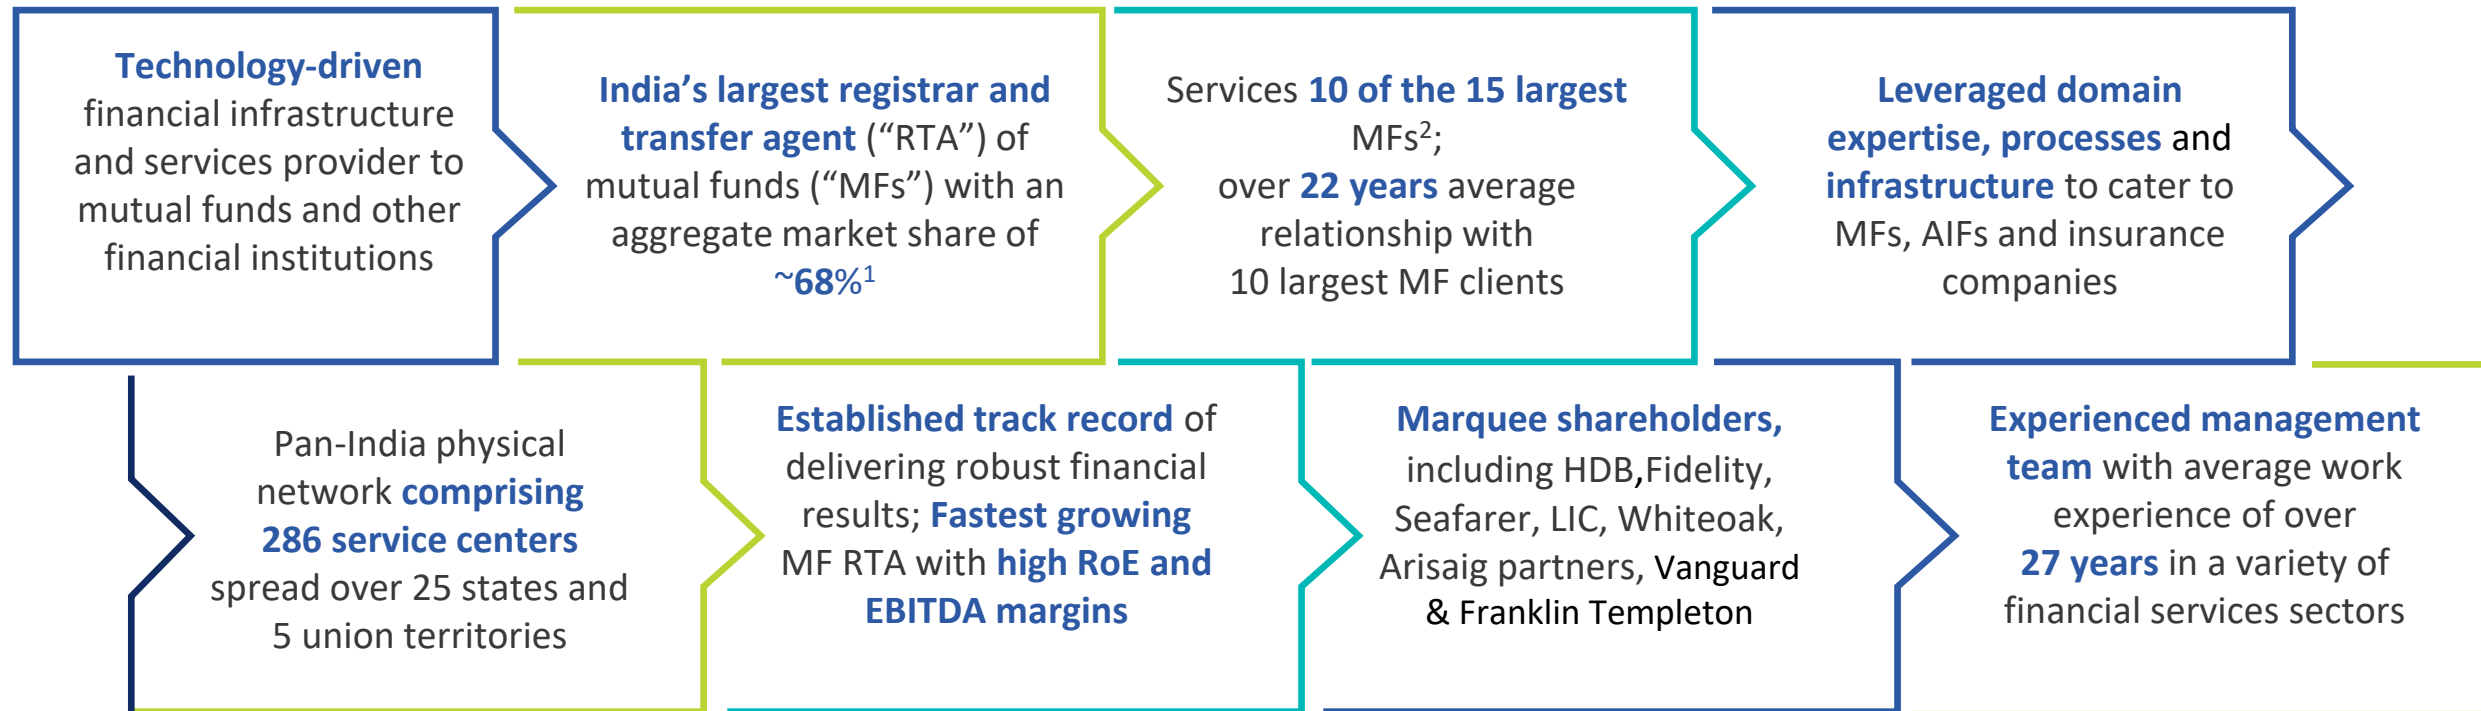 Technology-driven
financial infrastructure
and services provider to
mutual funds and other
financial institutions
India’s largest registrar and
transfer agent (“RTA”) of
mutual funds (“MFs”) with an
aggregate market share of
~68%¹
Services 10 of the 15 largest
MFs²;
over 22 years average
relationship with
10 largest MF clients
Leveraged domain
expertise, processes and
infrastructure to cater to
MFs, AIFs and insurance
companies
Pan-India physical
network comprising
286 service centers
spread over 25 states and
5 union territories
Established track record of
delivering robust financial
results; Fastest growing
MF RTA with high RoE and
EBITDA margins
Marquee shareholders,
including HDB,Fidelity,
Seafarer, LIC, Whiteoak,
Arisaig partners, Vanguard
& Franklin Templeton
Experienced management
team with average work
experience of over
27 years in a variety of
financial services sectors